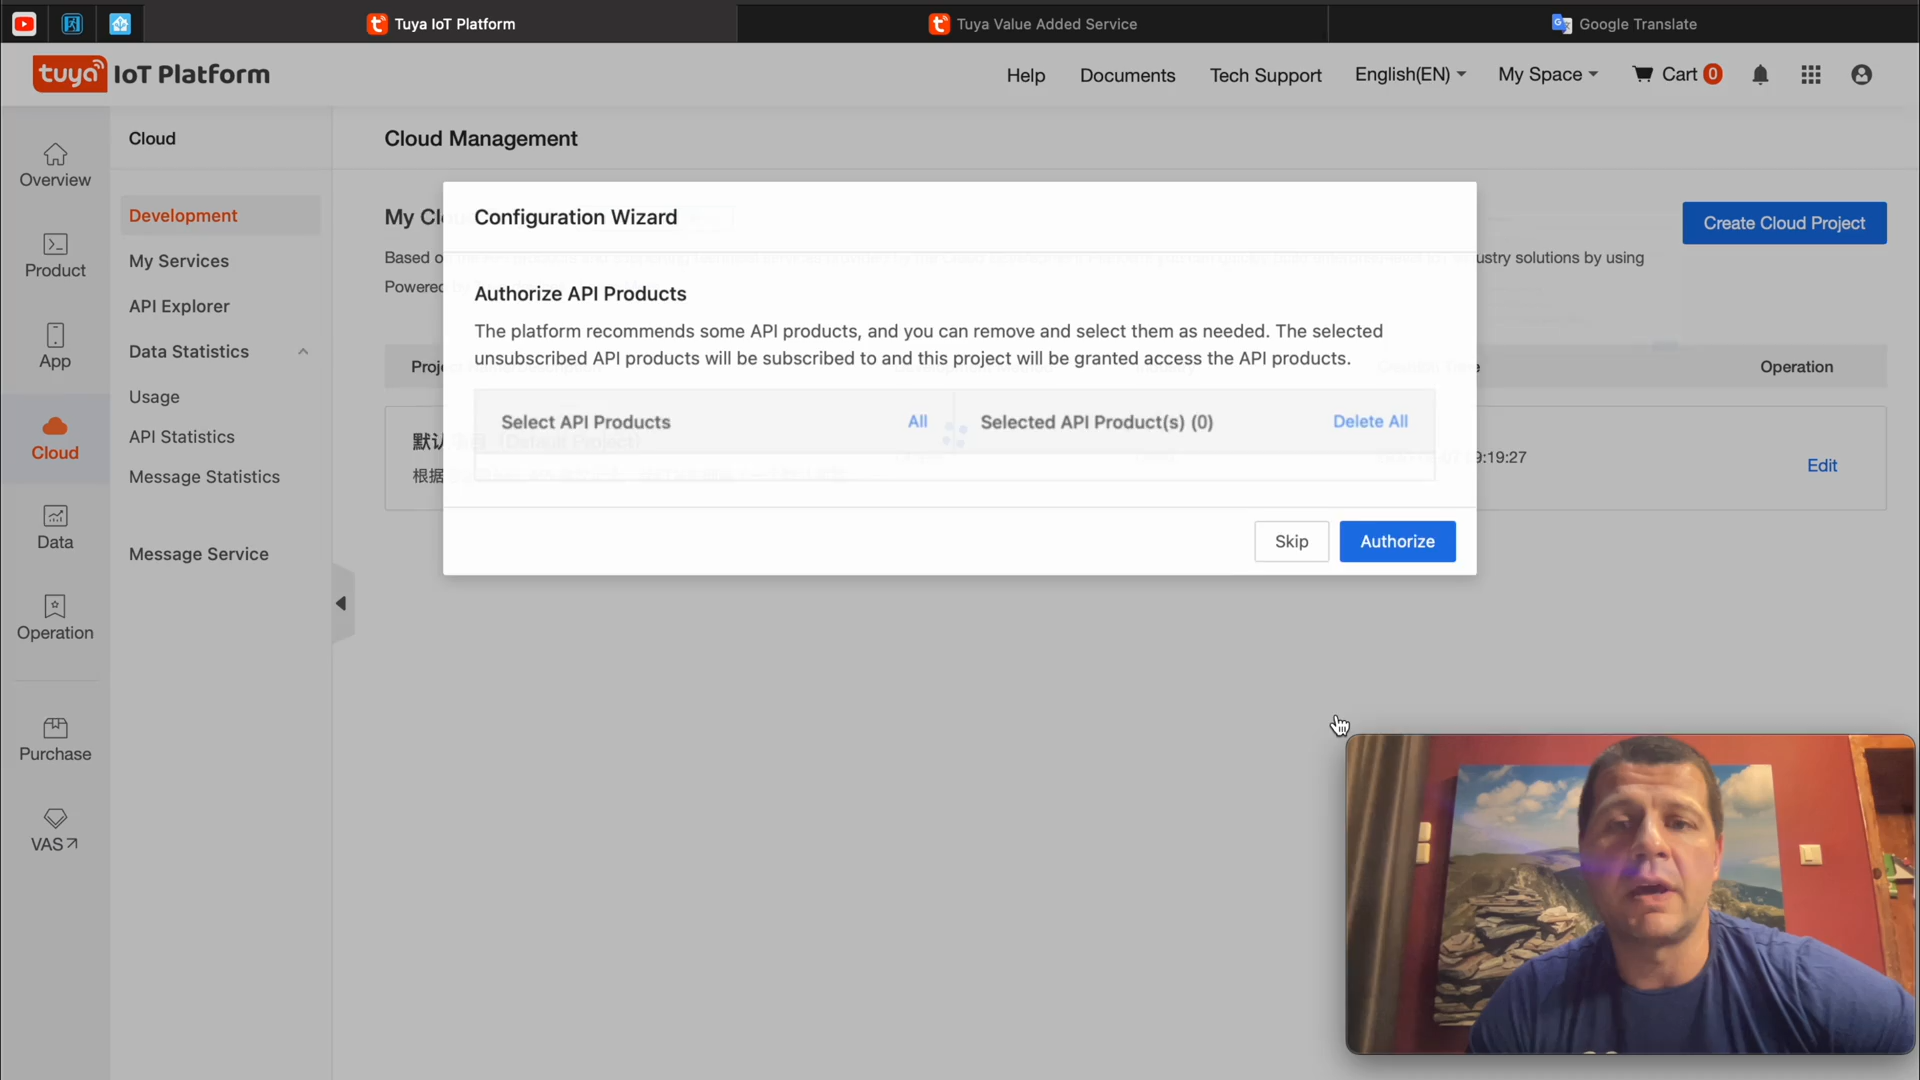 Tuya IoT Platform
Tuya Value Added Service
Google Translate
tuya IoT Platform
Help
Documents
Tech Support
English(EN)
My Space
Cart 0
Overview
Product
App
Cloud
Data
Operation
Purchase
VAS
Cloud
Development
My Services
API Explorer
Data Statistics
Usage
API Statistics
Message Statistics
Message Service
Cloud Management
My Cl
Create Cloud Project
Based o
ustry solutions by using
Powered
Configuration Wizard
Authorize API Products
The platform recommends some API products, and you can remove and select them as needed. The selected
unsubscribed API products will be subscribed to and this project will be granted access the API products.
Select API Products
All
Selected API Product(s) (0)
Delete All
Skip
Authorize
Proje
Operation
默认
根据
9:19:27
Edit